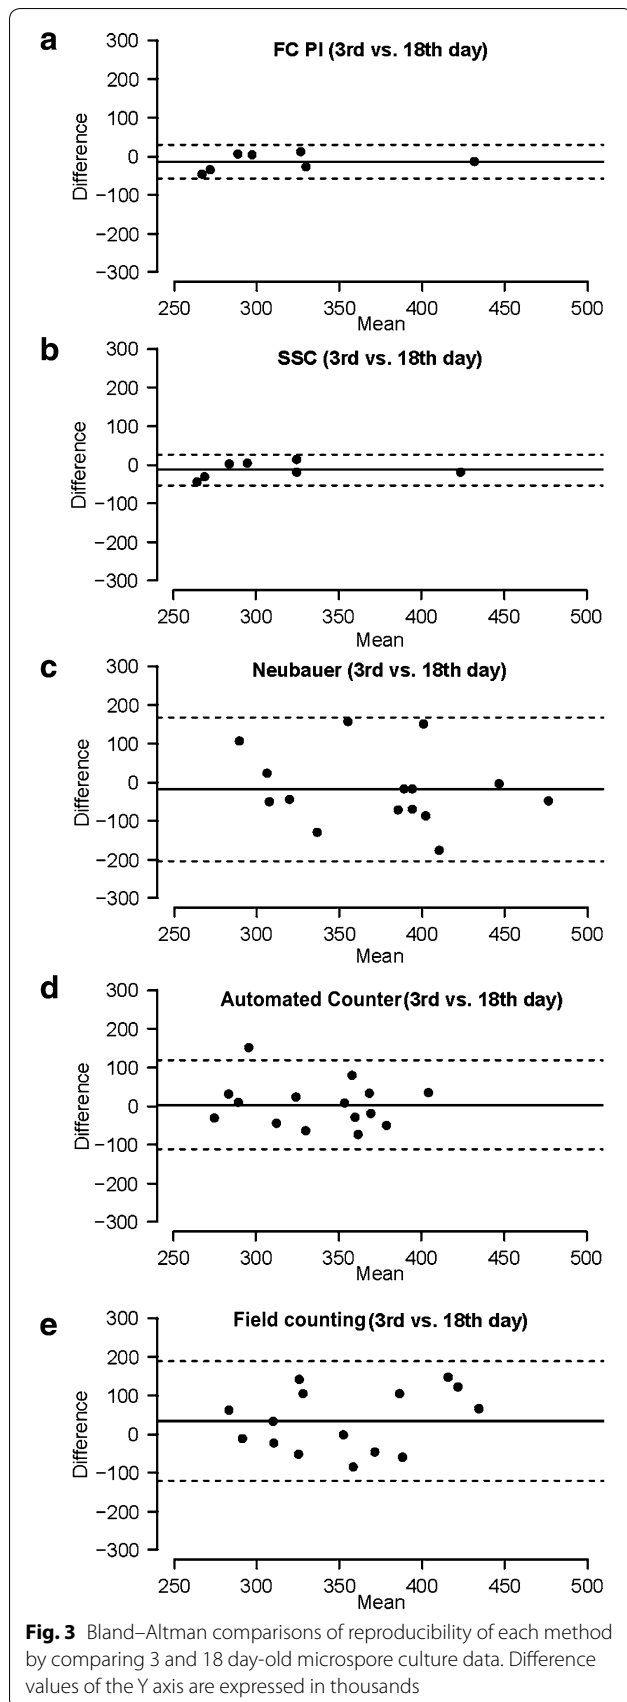 a
FC PI (3rd vs. 18th day)
300
200
100
0
−100
−200
−300
Difference
250 300 350 400 450 500
Mean
b
SSC (3rd vs. 18th day)
300
200
100
0
−100
−200
−300
Difference
250 300 350 400 450 500
Mean
c
Neubauer (3rd vs. 18th day)
300
200
100
0
−100
−200
−300
Difference
250 300 350 400 450 500
Mean
d
Automated Counter (3rd vs. 18th day)
300
200
100
0
−100
−200
−300
Difference
250 300 350 400 450 500
Mean
e
Field counting (3rd vs. 18th day)
300
200
100
0
−100
−200
−300
Difference
250 300 350 400 450 500
Mean
Fig. 3 Bland–Altman comparisons of reproducibility of each method
by comparing 3 and 18 day-old microspore culture data. Difference
values of the Y axis are expressed in thousands